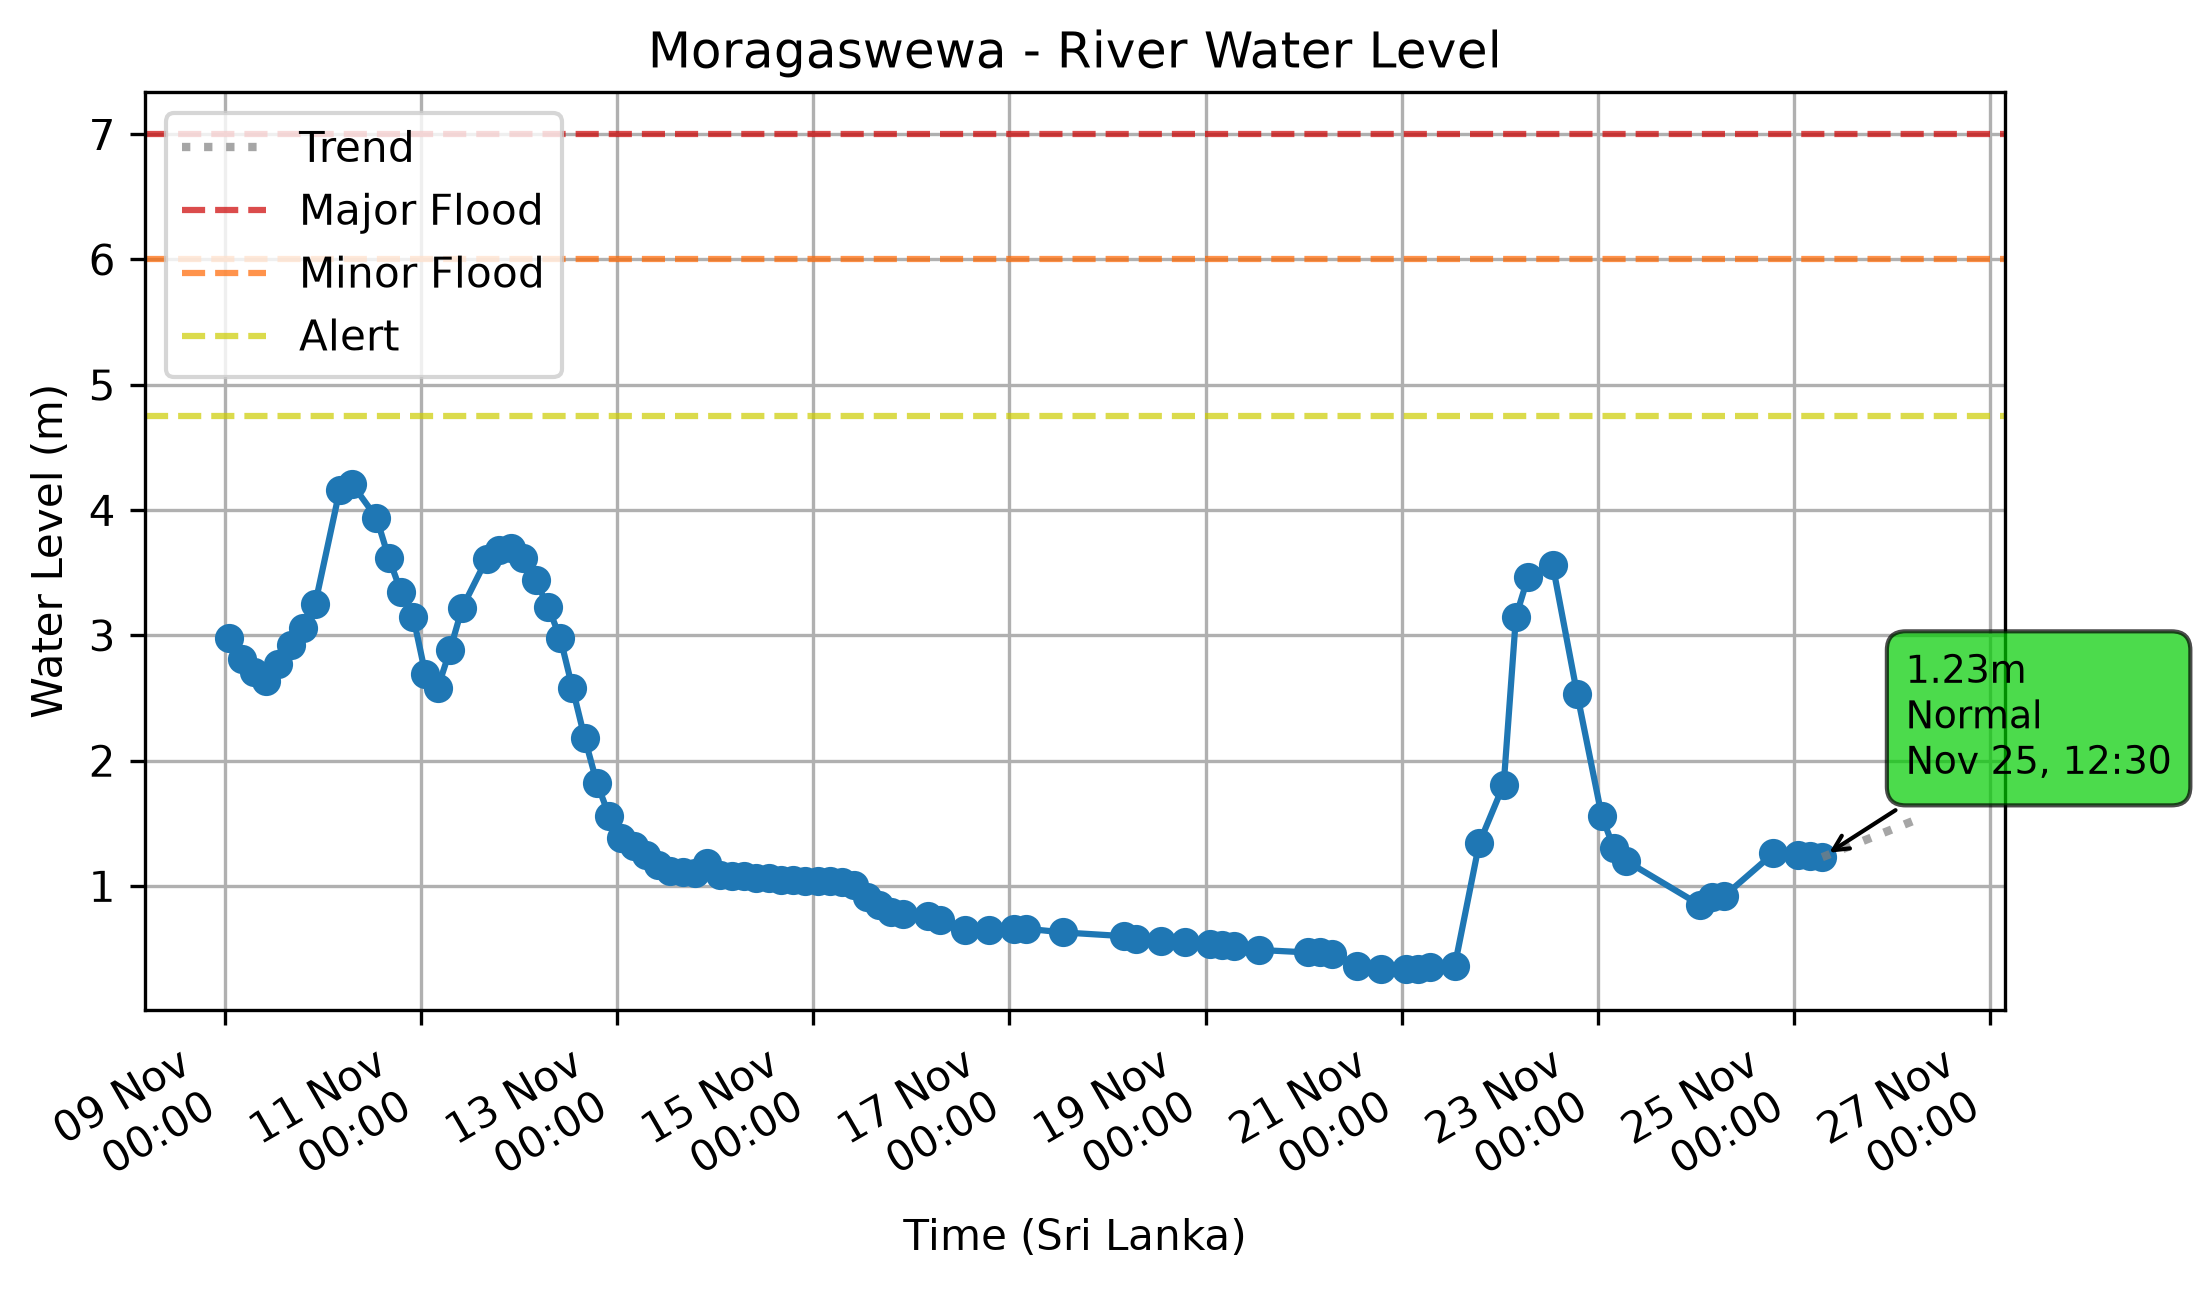 Moragaswewa - River Water Level
Trend
Major Flood
Minor Flood
Alert
7
6
5
4
3
2
1
Water Level (m)
1.23m
Normal
Nov 25, 12:30
09 Nov
00:00
11 Nov
00:00
13 Nov
00:00
15 Nov
00:00
17 Nov
00:00
19 Nov
00:00
21 Nov
00:00
23 Nov
00:00
25 Nov
00:00
27 Nov
00:00
Time (Sri Lanka)